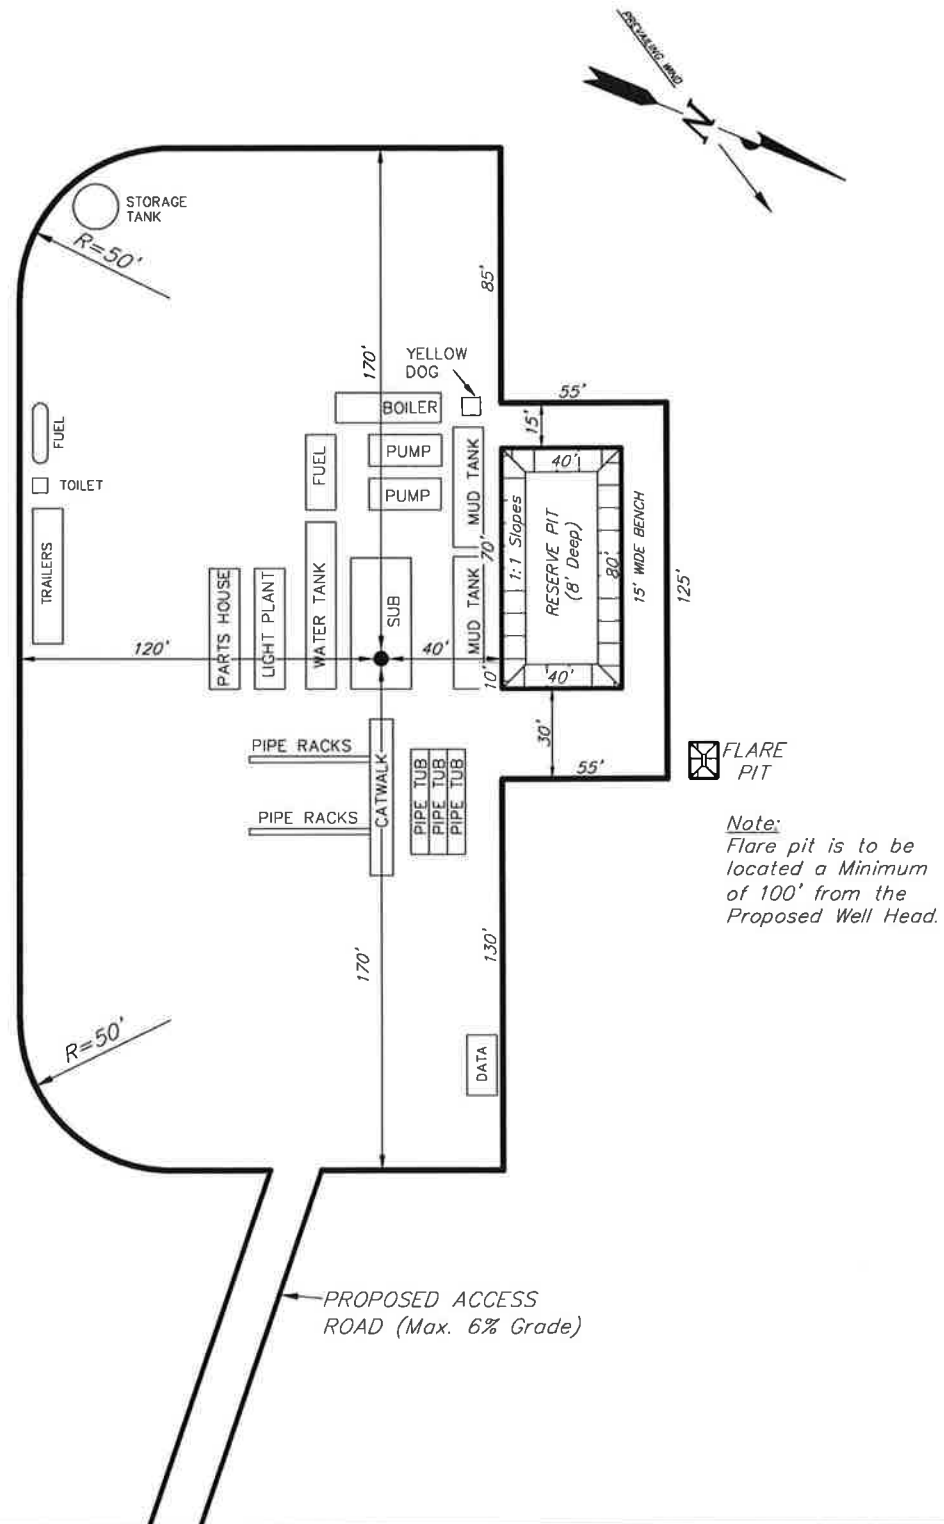 PREVAILING WIND
N
STORAGE
TANK
R=50'
85'
170'
YELLOW
DOG
55'
BOILER
15'
FUEL
TOILET
TRAILERS
FUEL
PUMP
PUMP
MUD TANK
40'
1:1 Slopes
RESERVE PIT
(8' Deep)
80'
15' WIDE BENCH
125'
70'
PARTS HOUSE
LIGHT PLANT
WATER TANK
SUB
MUD TANK
120'
40'
10'
40'
30'
55'
PIPE RACKS
PIPE RACKS
CATWALK
PIPE TUB
PIPE TUB
PIPE TUB
FLARE
PIT
Note:
Flare pit is to be
located a Minimum
of 100' from the
Proposed Well Head.
170'
130'
R=50'
DATA
PROPOSED ACCESS
ROAD (Max. 6% Grade)